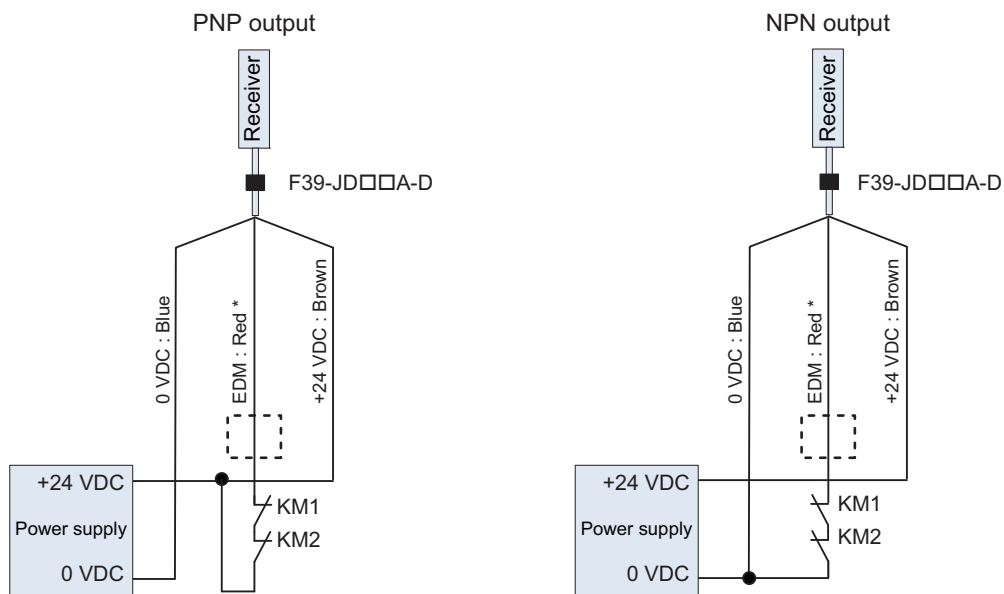 PNP output
Receiver
F39-JD□□A-D
0 VDC : Blue
EDM : Red *
+24 VDC : Brown
+24 VDC
Power supply
0 VDC
KM1
KM2
NPN output
Receiver
F39-JD□□A-D
0 VDC : Blue
EDM : Red *
+24 VDC : Brown
+24 VDC
Power supply
0 VDC
KM1
KM2